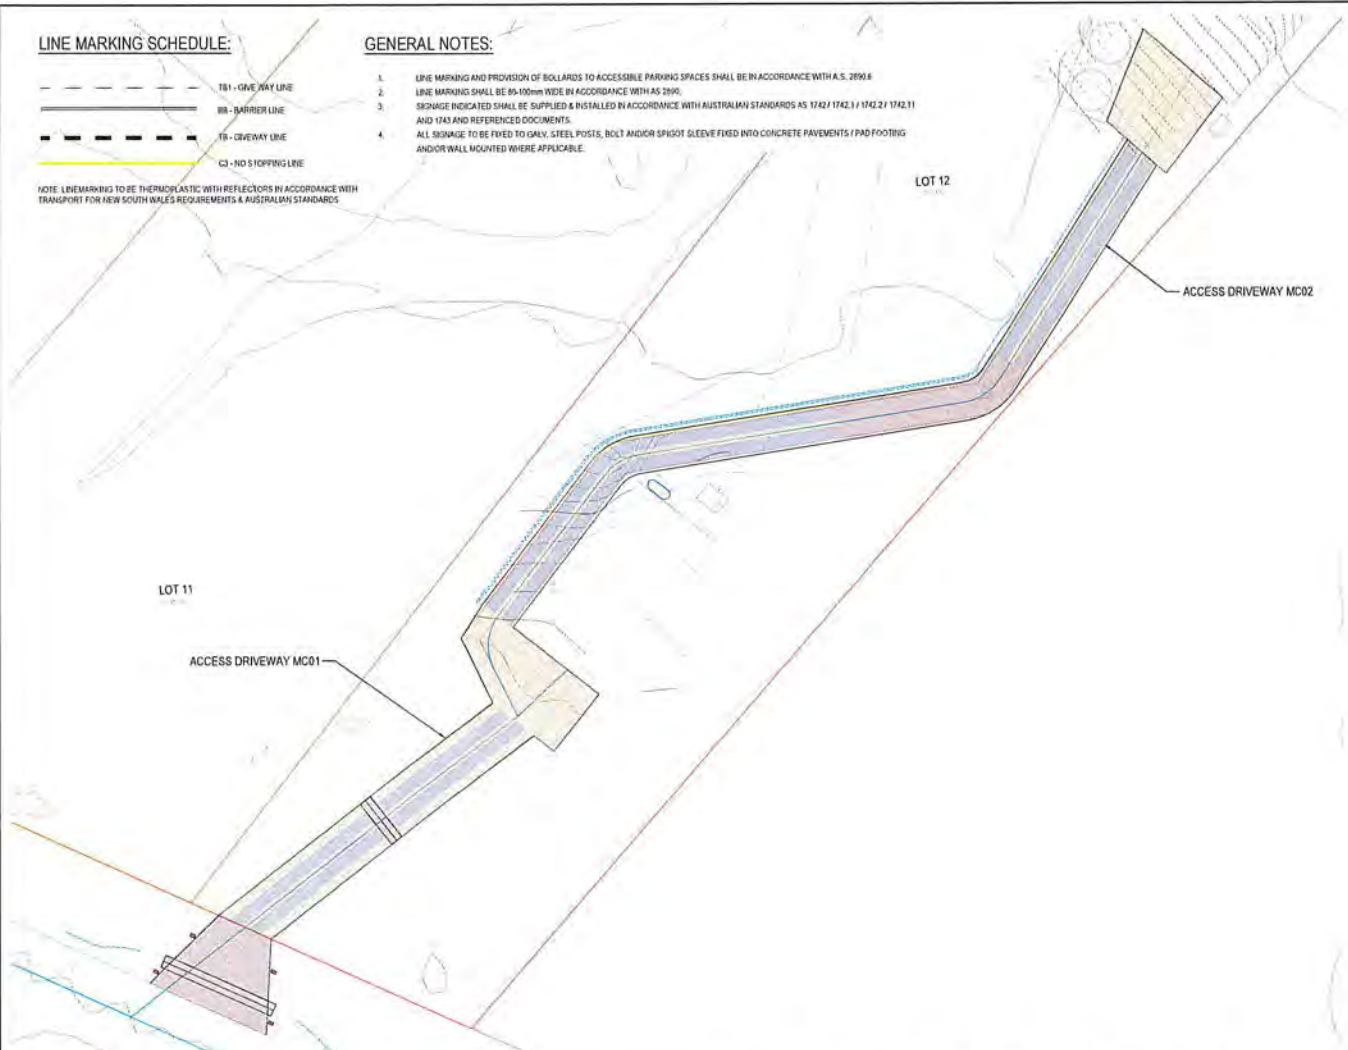 LINE MARKING SCHEDULE:
TB1 - GIVE WAY LINE
BB - BARRIER LINE
TB - GIVEWAY LINE
C3 - NO STOPPING LINE
NOTE: LINEMARKING TO BE THERMOPLASTIC WITH REFLECTORS IN ACCORDANCE WITH
TRANSPORT FOR NEW SOUTH WALES REQUIREMENTS & AUSTRALIAN STANDARDS
GENERAL NOTES:
1. LINE MARKING AND PROVISION OF BOLLARDS TO ACCESSIBLE PARKING SPACES SHALL BE IN ACCORDANCE WITH A.S. 2890.6
2. LINE MARKING SHALL BE 80-100mm WIDE IN ACCORDANCE WITH AS 2890.
3. SIGNAGE INDICATED SHALL BE SUPPLIED & INSTALLED IN ACCORDANCE WITH AUSTRALIAN STANDARDS AS 1742 / 1742.1 / 1742.2 / 1742.11
AND 1743 AND REFERENCED DOCUMENTS.
4. ALL SIGNAGE TO BE FIXED TO GALV. STEEL POSTS, BOLT AND/OR SPIGOT SLEEVE FIXED INTO CONCRETE PAVEMENTS / PAD FOOTING
AND/OR WALL MOUNTED WHERE APPLICABLE.
LOT 12
ACCESS DRIVEWAY MC02
LOT 11
ACCESS DRIVEWAY MC01